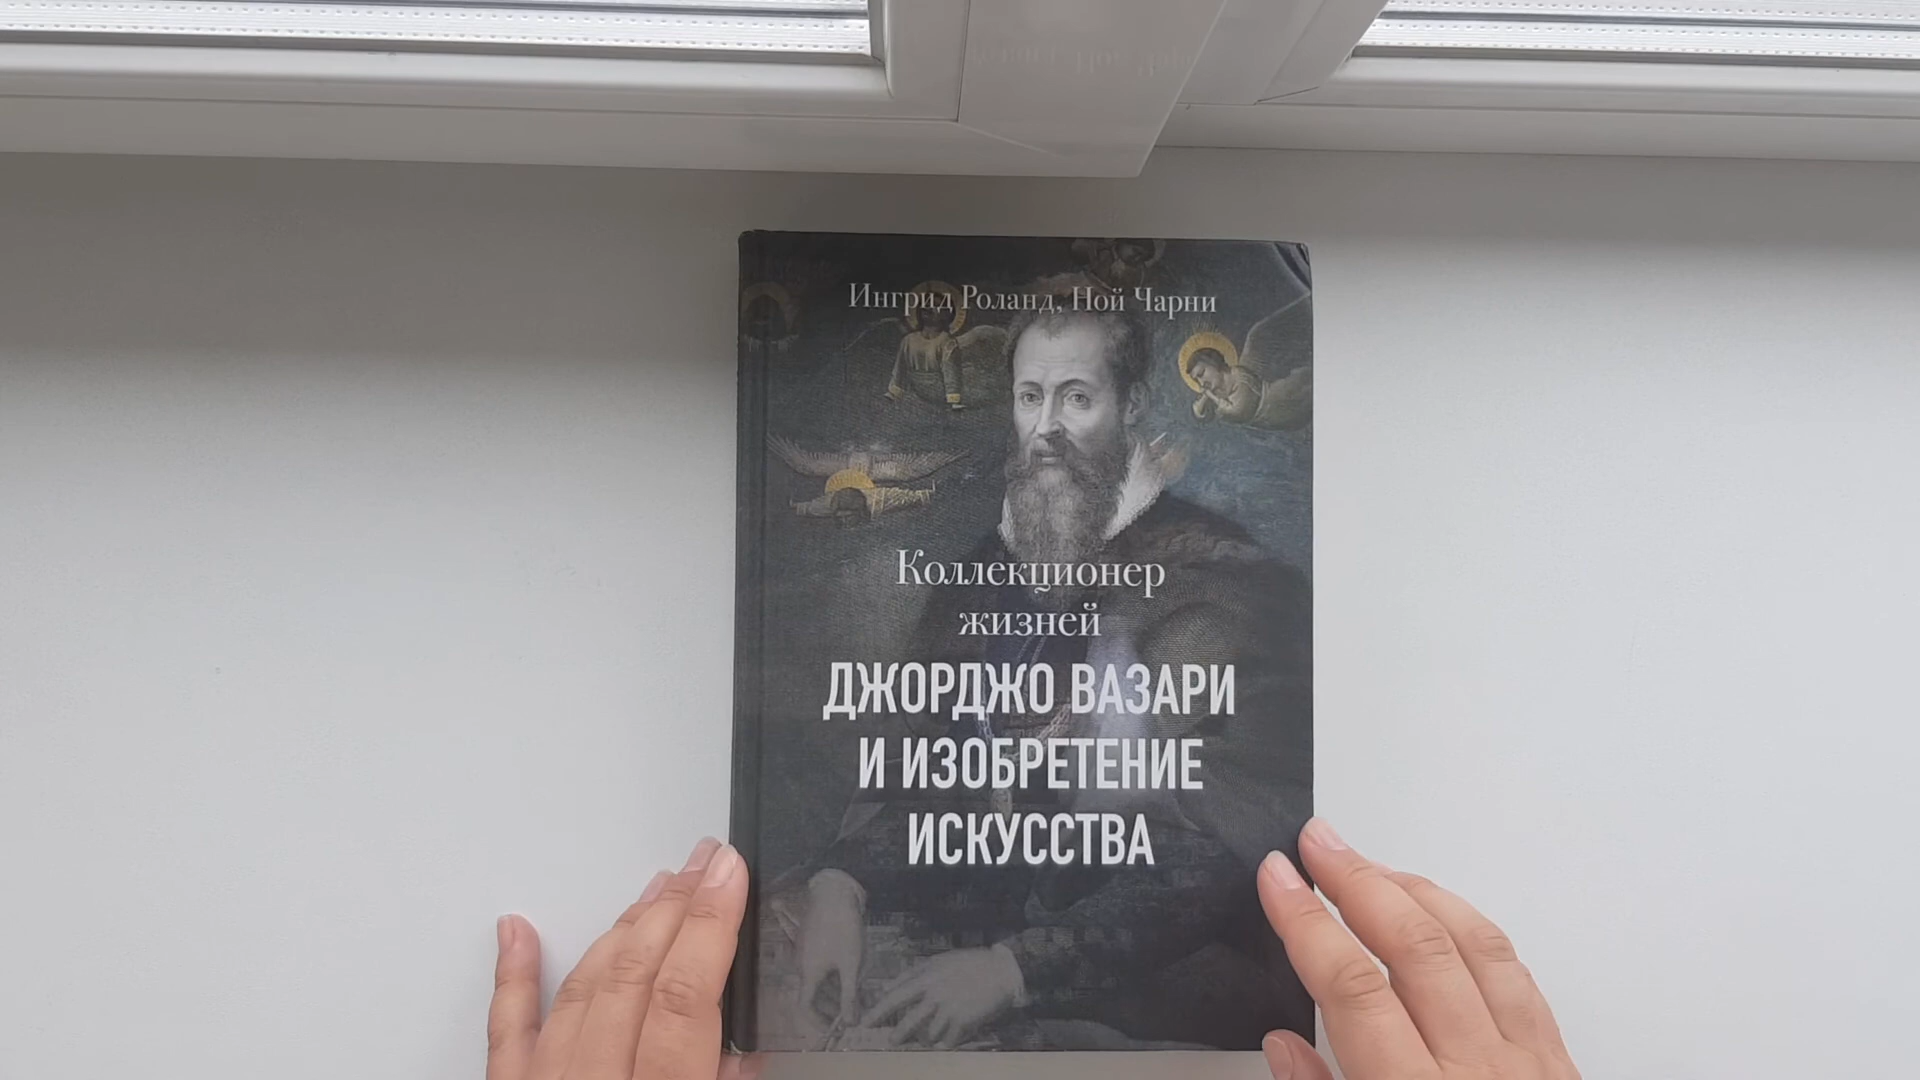 Ингрид Роланд, Ной Чарни
Коллекционер
жизней
ДЖОРДЖО ВАЗАРИ
И ИЗОБРЕТЕНИЕ
ИСКУССТВА